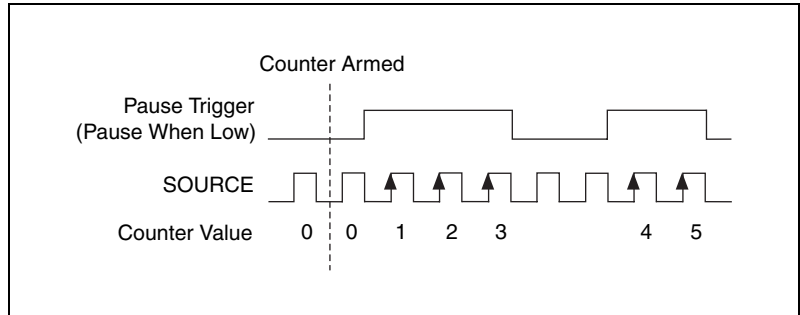 Counter Armed
Pause Trigger
(Pause When Low)
SOURCE
Counter Value 0 0 1 2 3 4 5